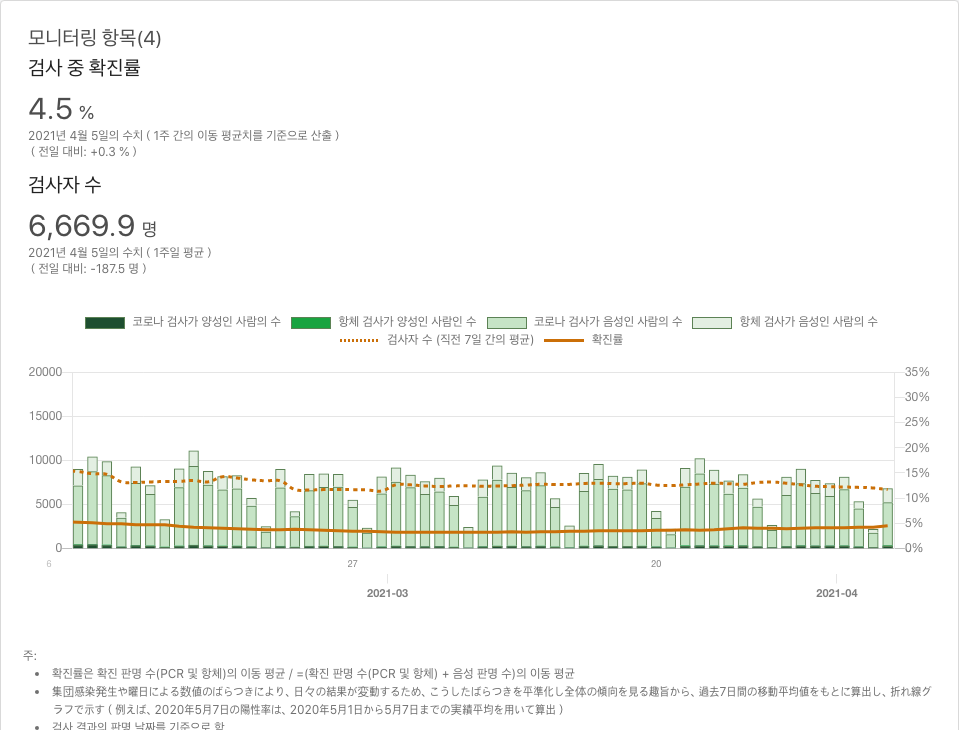 모니터링 항목(4)
검사 중 확진률
4.5 %
2021년 4월 5일의 수치 ( 1주 간의 이동 평균치를 기준으로 산출 )
( 전일 대비: +0.3 % )
검사자 수
6,669.9 명
2021년 4월 5일의 수치 ( 1주일 평균 )
( 전일 대비: -187.5 명 )
코로나 검사가 양성인 사람의 수 항체 검사가 양성인 사람인 수 코로나 검사가 음성인 사람의 수 항체 검사가 음성인 사람의 수
검사자 수 (직전 7일 간의 평균) 확진률
20000 35%
30%
15000 25%
20%
10000 15%
10%
5000 5%
0 0%
6 27 20
2021-03 2021-04
주:
• 확진률은 확진 판명 수(PCR 및 항체)의 이동 평균 / =(확진 판명 수(PCR 및 항체) + 음성 판명 수)의 이동 평균
• 集団感染発生や曜日による数値のばらつきにより、日々の結果が変動するため、こうしたばらつきを平準化し全体の傾向を見る趣旨から、過去7日間の移動平均値をもとに算出し、折れ線グ
ラフで示す ( 例えば、2020年5月7日の陽性率は、2020年5月1日から5月7日までの実績平均を用いて算出 )
• 검사 결과의 판명 날짜를 기준으로 함